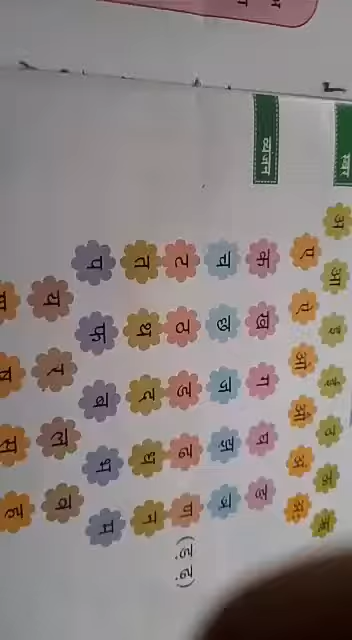 स्वर
अ आ इ ई उ ऊ ऋ
ए ऐ ओ औ अं अः
व्यंजन
क ख ग घ ङ
च छ ज झ ञ
ट ठ ड ढ ण (ड़ ढ़)
त थ द ध न
प फ ब भ म
य र ल व
श ष स ह